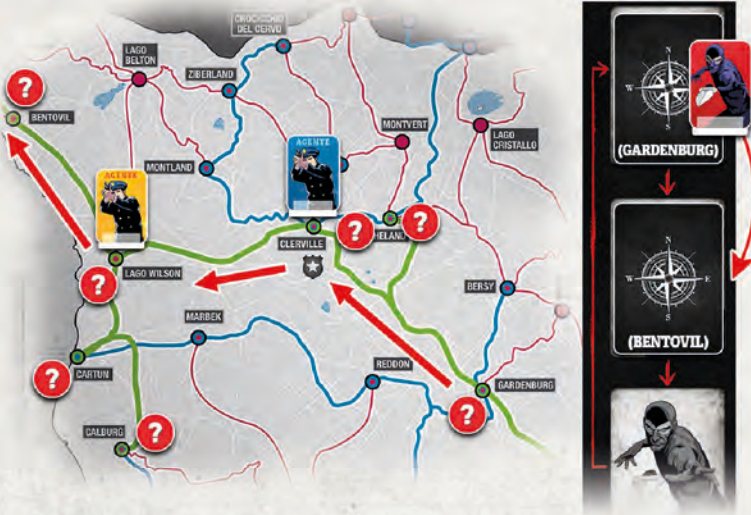 CROCICCHIO
DEL CERVO
LAGO
BELTON
ZIBERLAND
?
BENTOVIL
MONTVERT
LAGO
CRISTALLO
AGENTE
MONTLAND
AGENTE
CLERVILLE
?
?
LAGO WILSON
?
BERSY
MARBEK
?
CARTUN
REDDON
GARDENBURG
?
CALBURG
?
N
W
S
(GARDENBURG)
N
W
E
S
(BENTOVIL)